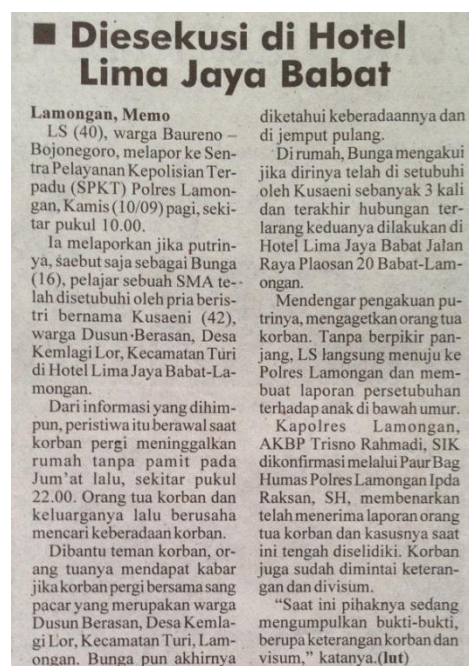 ■ Diesekusi di Hotel
Lima Jaya Babat
Lamongan, Memo
LS (40), warga Baureno –
Bojonegoro, melapor ke Sen-
tra Pelayanan Kepolisian Ter-
padu (SPKT) Polres Lamon-
gan, Kamis (10/09) pagi, seki-
tar pukul 10.00.
Ia melaporkan jika putrin-
ya, saebut saja sebagai Bunga
(16), pelajar sebuah SMA te-
lah disetubuhi oleh pria beris-
tri bernama Kusaeni (42),
warga Dusun Berasan, Desa
Kemlagi Lor, Kecamatan Turi
di Hotel Lima Jaya Babat-La-
mongan.
Dari informasi yang dihim-
pun, peristiwa itu berawal saat
korban pergi meninggalkan
rumah tanpa pamit pada
Jum'at lalu, sekitar pukul
22.00. Orang tua korban dan
keluarganya lalu berusaha
mencari keberadaan korban.
Dibantu teman korban, or-
ang tuanya mendapat kabar
jika korban pergi bersama sang
pacar yang merupakan warga
Dusun Berasan, Desa Kemla-
gi Lor, Kecamatan Turi, Lam-
ongan. Bunga pun akhirnya
diketahui keberadaannya dan
di jemput pulang.
Di rumah, Bunga mengakui
jika dirinya telah di setubuhi
oleh Kusaeni sebanyak 3 kali
dan terakhir hubungan ter-
larang keduanya dilakukan di
Hotel Lima Jaya Babat Jalan
Raya Plaosan 20 Babat-Lam-
ongan.
Mendengar pengakuan pu-
trinya, mengagetkan orang tua
korban. Tanpa berpikir pan-
jang, LS langsung menuju ke
Polres Lamongan dan mem-
buat laporan persetubuhan
terhadap anak di bawah umur.
Kapolres Lamongan,
AKBP Trisno Rahmadi, SIK
dikonfirmasi melalui Paur Bag
Humas Polres Lamongan Ipda
Raksan, SH, membenarkan
telah menerima laporan orang
tua korban dan kasusnya saat
ini tengah diselidiki. Korban
juga sudah dimintai keteran-
gan dan divisum.
“Saat ini pihaknya sedang
mengumpulkan bukti-bukti,
berupa keterangan korban dan
visum,” katanya.(lut)